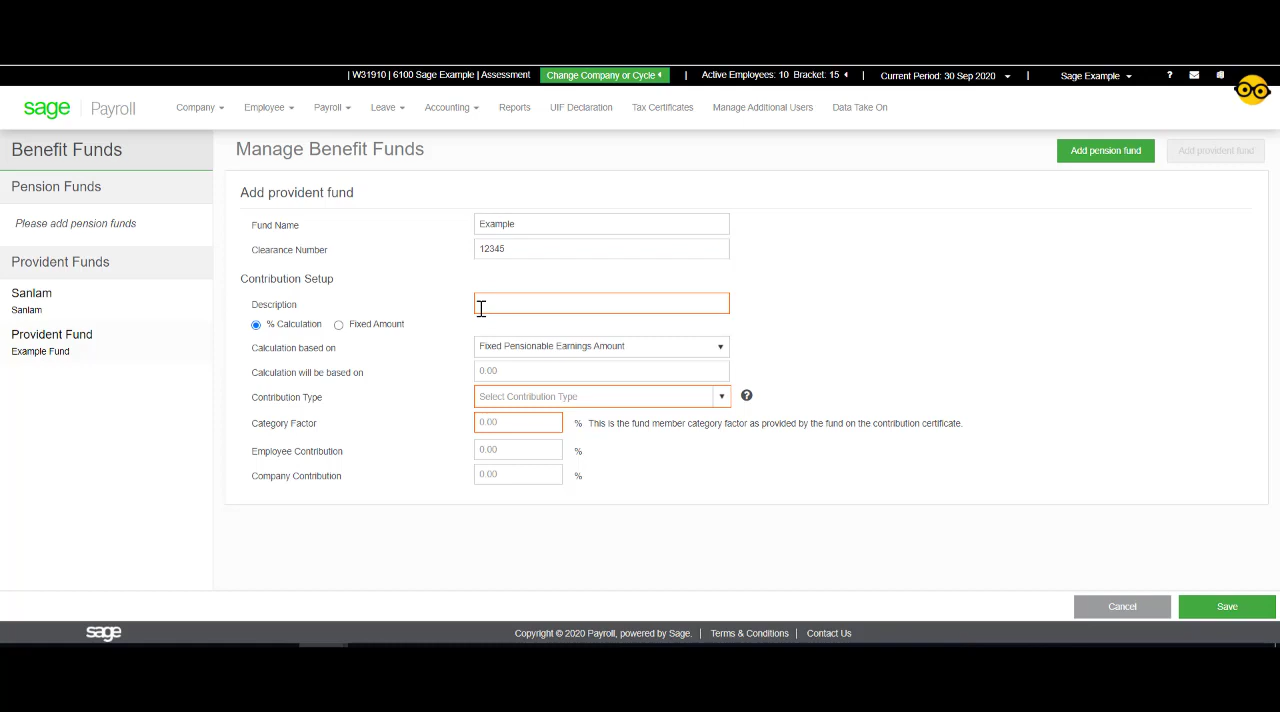 | W31910 | 6100 Sage Example | Assessment Change Company or Cycle | Active Employees: 10 Bracket: 15 | Current Period: 30 Sep 2020 | Sage Example ?
sage Payroll Company Employee Payroll Leave Accounting Reports UIF Declaration Tax Certificates Manage Additional Users Data Take On
Benefit Funds
Pension Funds
Please add pension funds
Provident Funds
Sanlam
Sanlam
Provident Fund
Example Fund
Manage Benefit Funds
Add pension fund
Add provident fund
Add provident fund
Fund Name Example
Clearance Number 12345
Contribution Setup
Description
% Calculation Fixed Amount
Calculation based on Fixed Pensionable Earnings Amount
Calculation will be based on 0.00
Contribution Type Select Contribution Type ?
Category Factor 0.00 % This is the fund member category factor as provided by the fund on the contribution certificate.
Employee Contribution 0.00 %
Company Contribution 0.00 %
Cancel Save
sage Copyright © 2020 Payroll, powered by Sage. | Terms & Conditions | Contact Us